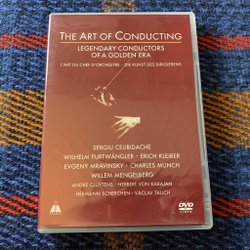 THE ART OF CONDUCTING
LEGENDARY CONDUCTORS
OF A GOLDEN ERA
L'ART DU CHEF D'ORCHESTRE · DIE KUNST DES DIRIGIERENS
SERGIU CELIBIDACHE
WILHELM FURTWÄNGLER · ERICH KLEIBER
EVGENY MRAVINSKY · CHARLES MUNCH
WILLEM MENGELBERG
ANDRÉ CLUYTENS · HERBERT VON KARAJAN
HERMANN SCHERCHEN · VÁCLAV TALICH
DVD
VIDEO